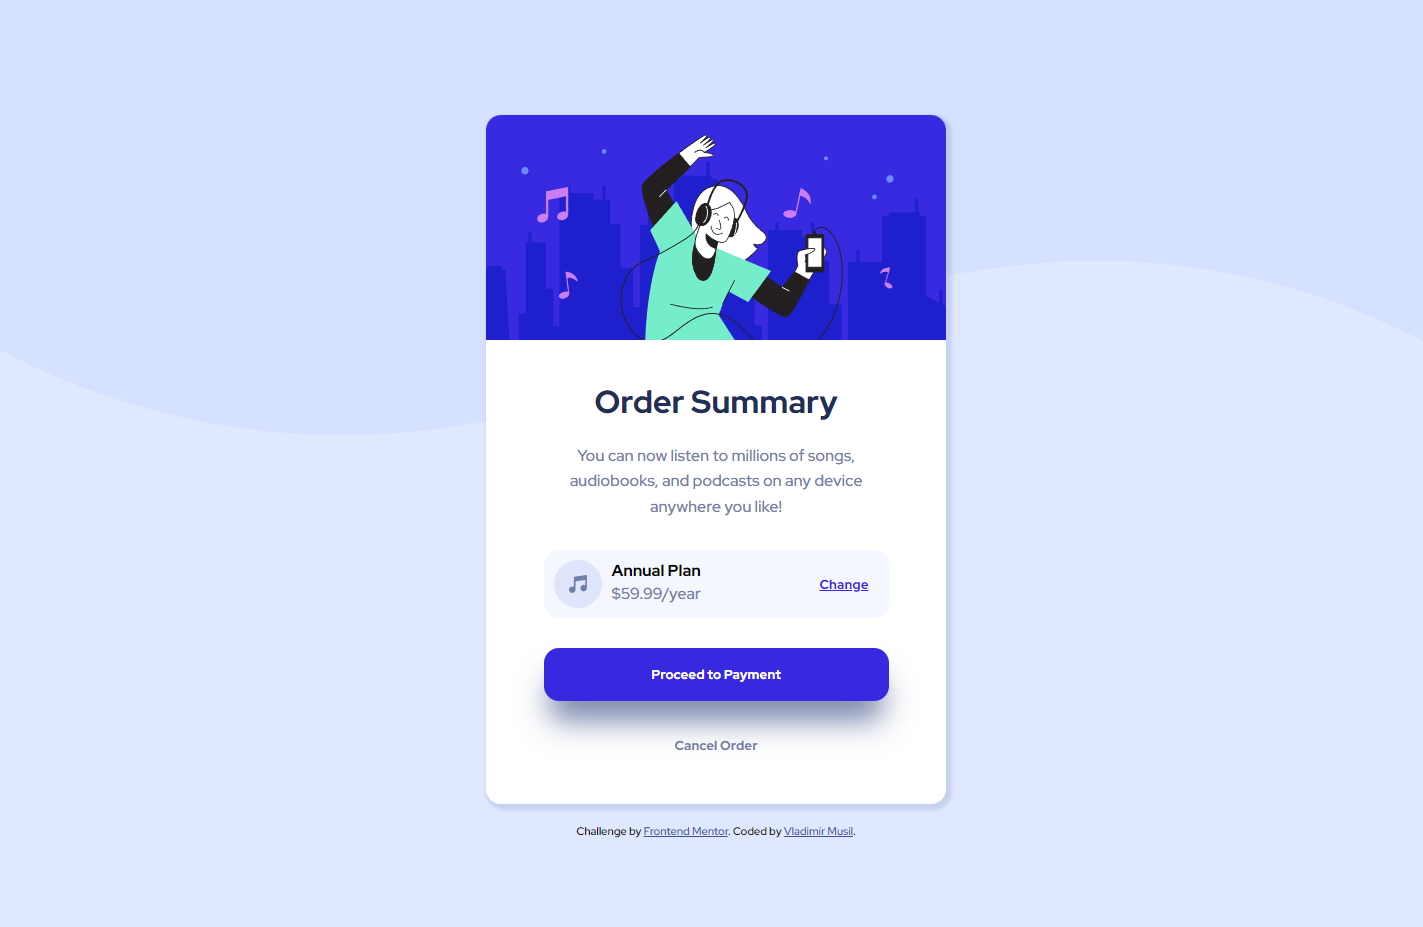 Order Summary
You can now listen to millions of songs,
audiobooks, and podcasts on any device
anywhere you like!
Annual Plan
$59.99/year
Change
Proceed to Payment
Cancel Order
Challenge by Frontend Mentor. Coded by Vladimír Musil.